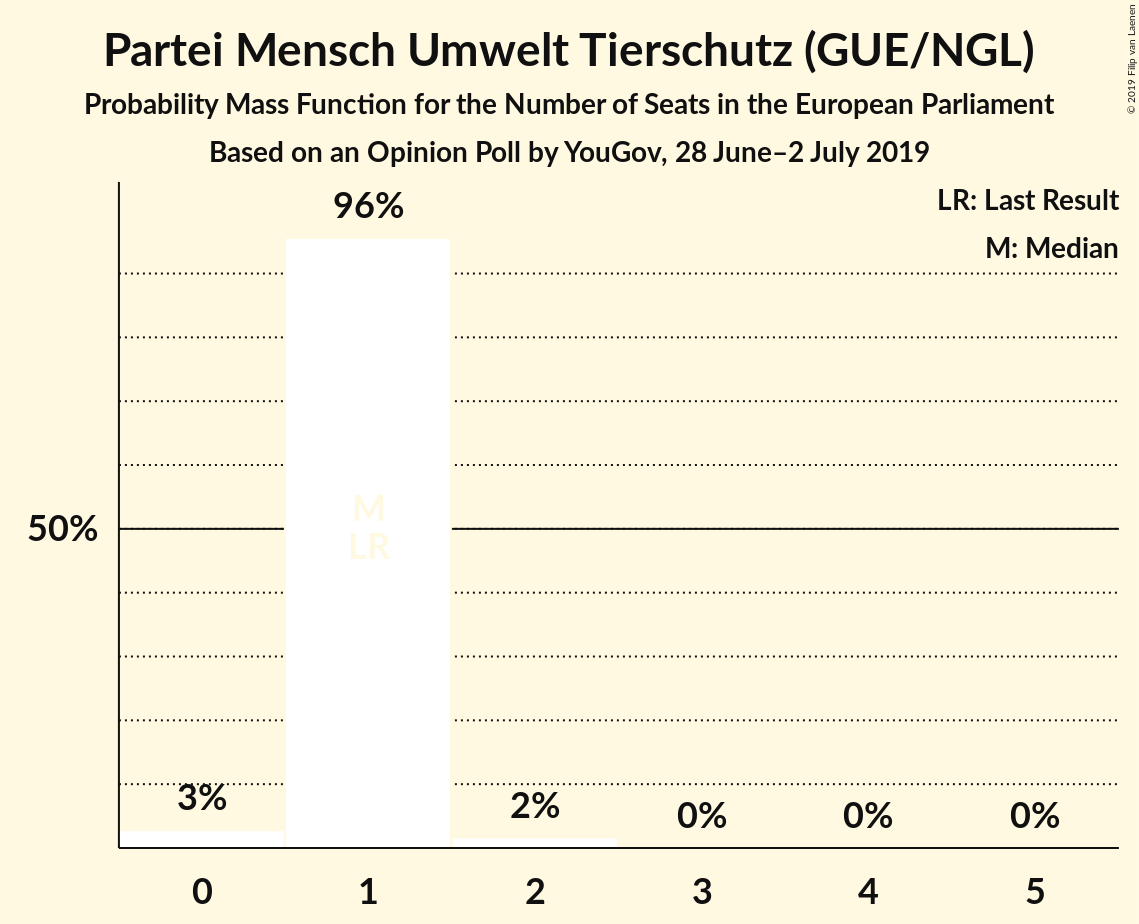 Partei Mensch Umwelt Tierschutz (GUE/NGL)
Probability Mass Function for the Number of Seats in the European Parliament
Based on an Opinion Poll by YouGov, 28 June–2 July 2019
© 2019 Filip van Laenen
LR: Last Result
M: Median
96%
50%
M
LR
3%
2%
0%
0%
0%
0
1
2
3
4
5